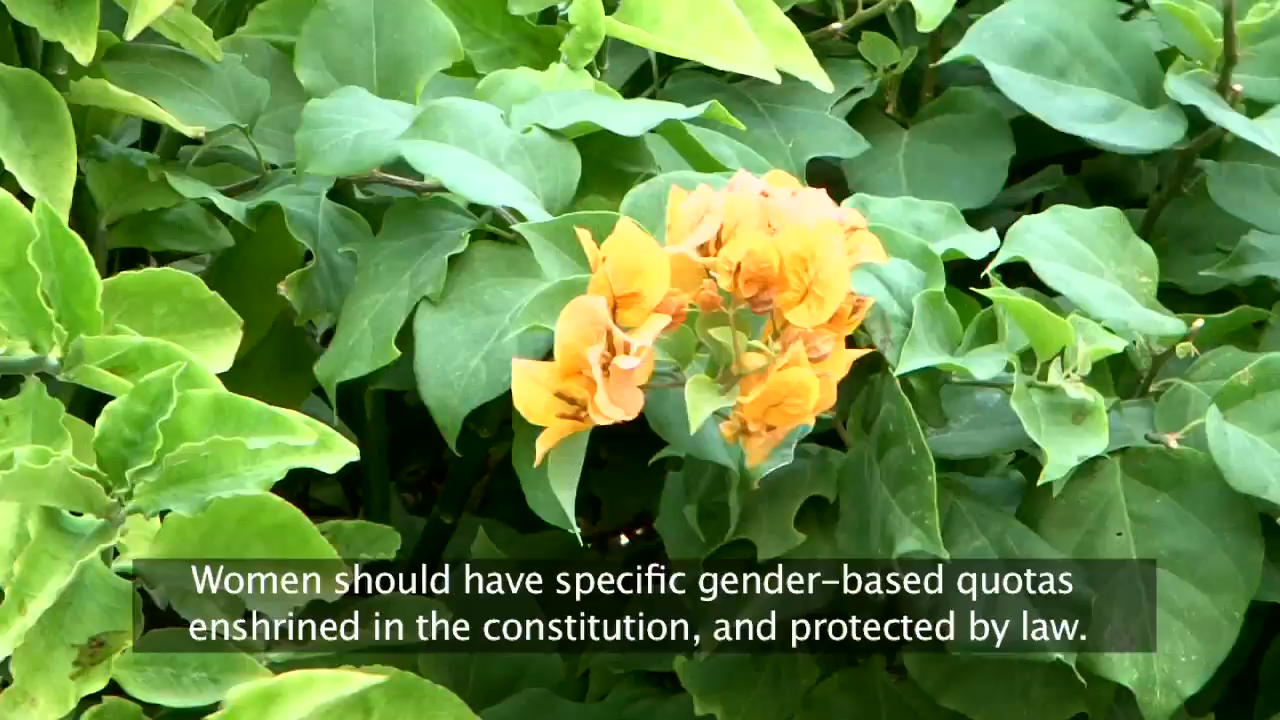 Women should have specific gender-based quotas
enshrined in the constitution, and protected by law.